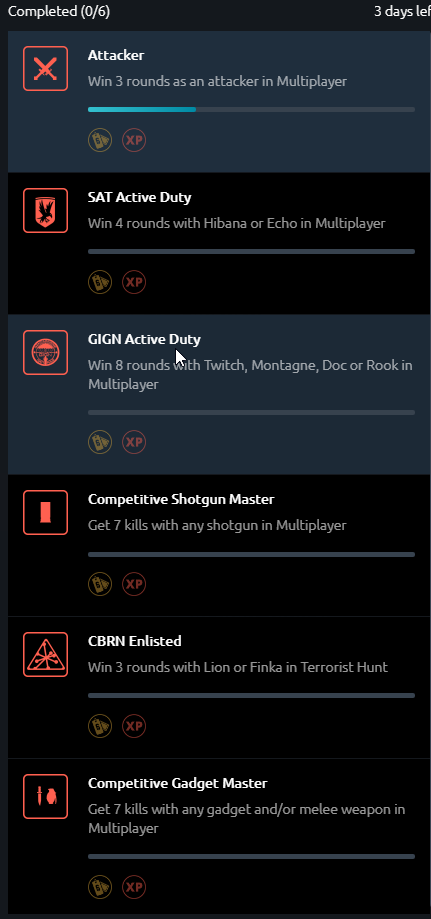 Completed (0/6) 3 days lef
Attacker
Win 3 rounds as an attacker in Multiplayer
XP
SAT Active Duty
Win 4 rounds with Hibana or Echo in Multiplayer
XP
GIGN Active Duty
Win 8 rounds with Twitch, Montagne, Doc or Rook in
Multiplayer
XP
Competitive Shotgun Master
Get 7 kills with any shotgun in Multiplayer
XP
CBRN Enlisted
Win 3 rounds with Lion or Finka in Terrorist Hunt
XP
Competitive Gadget Master
Get 7 kills with any gadget and/or melee weapon in
Multiplayer
XP